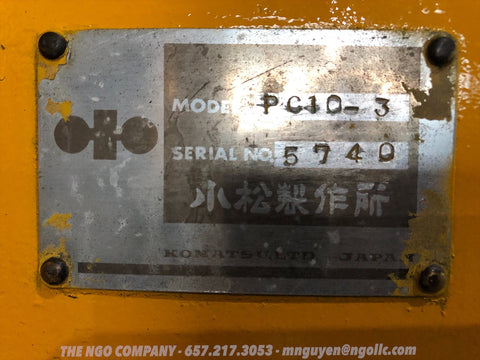 MODEL PC10-3
SERIAL NO. 5740
小松製作所
KOMATSU LTD JAPAN
THE NGO COMPANY - 657.217.3053 - mnguyen@ngollc.com